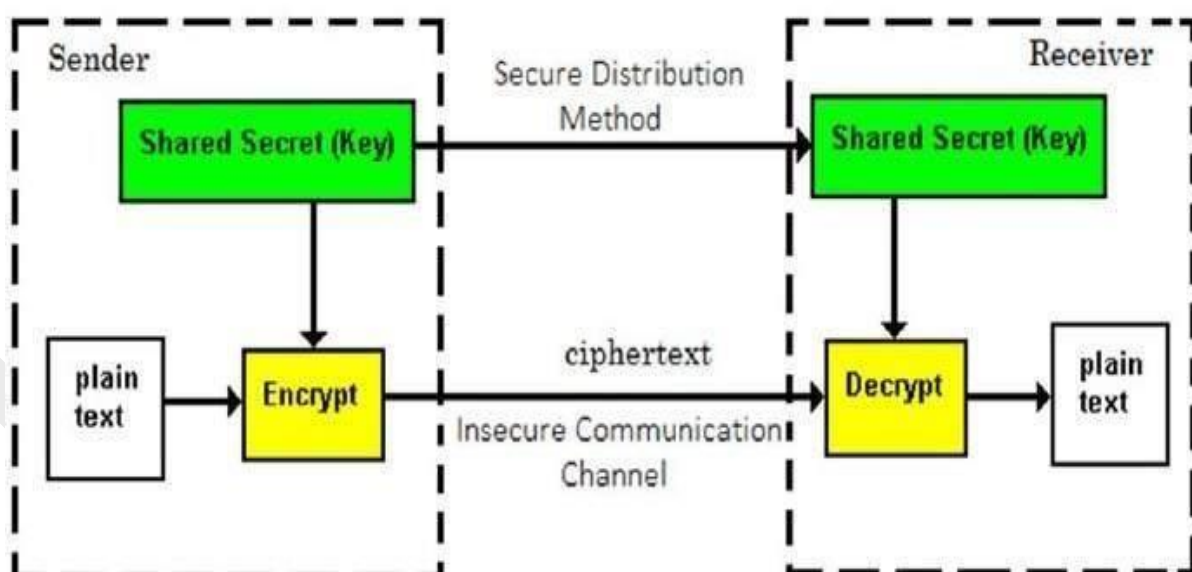 Sender
Secure Distribution
Method
Receiver
Shared Secret (Key)
Shared Secret (Key)
plain
text
Encrypt
ciphertext
Insecure Communication
Channel
Decrypt
plain
text